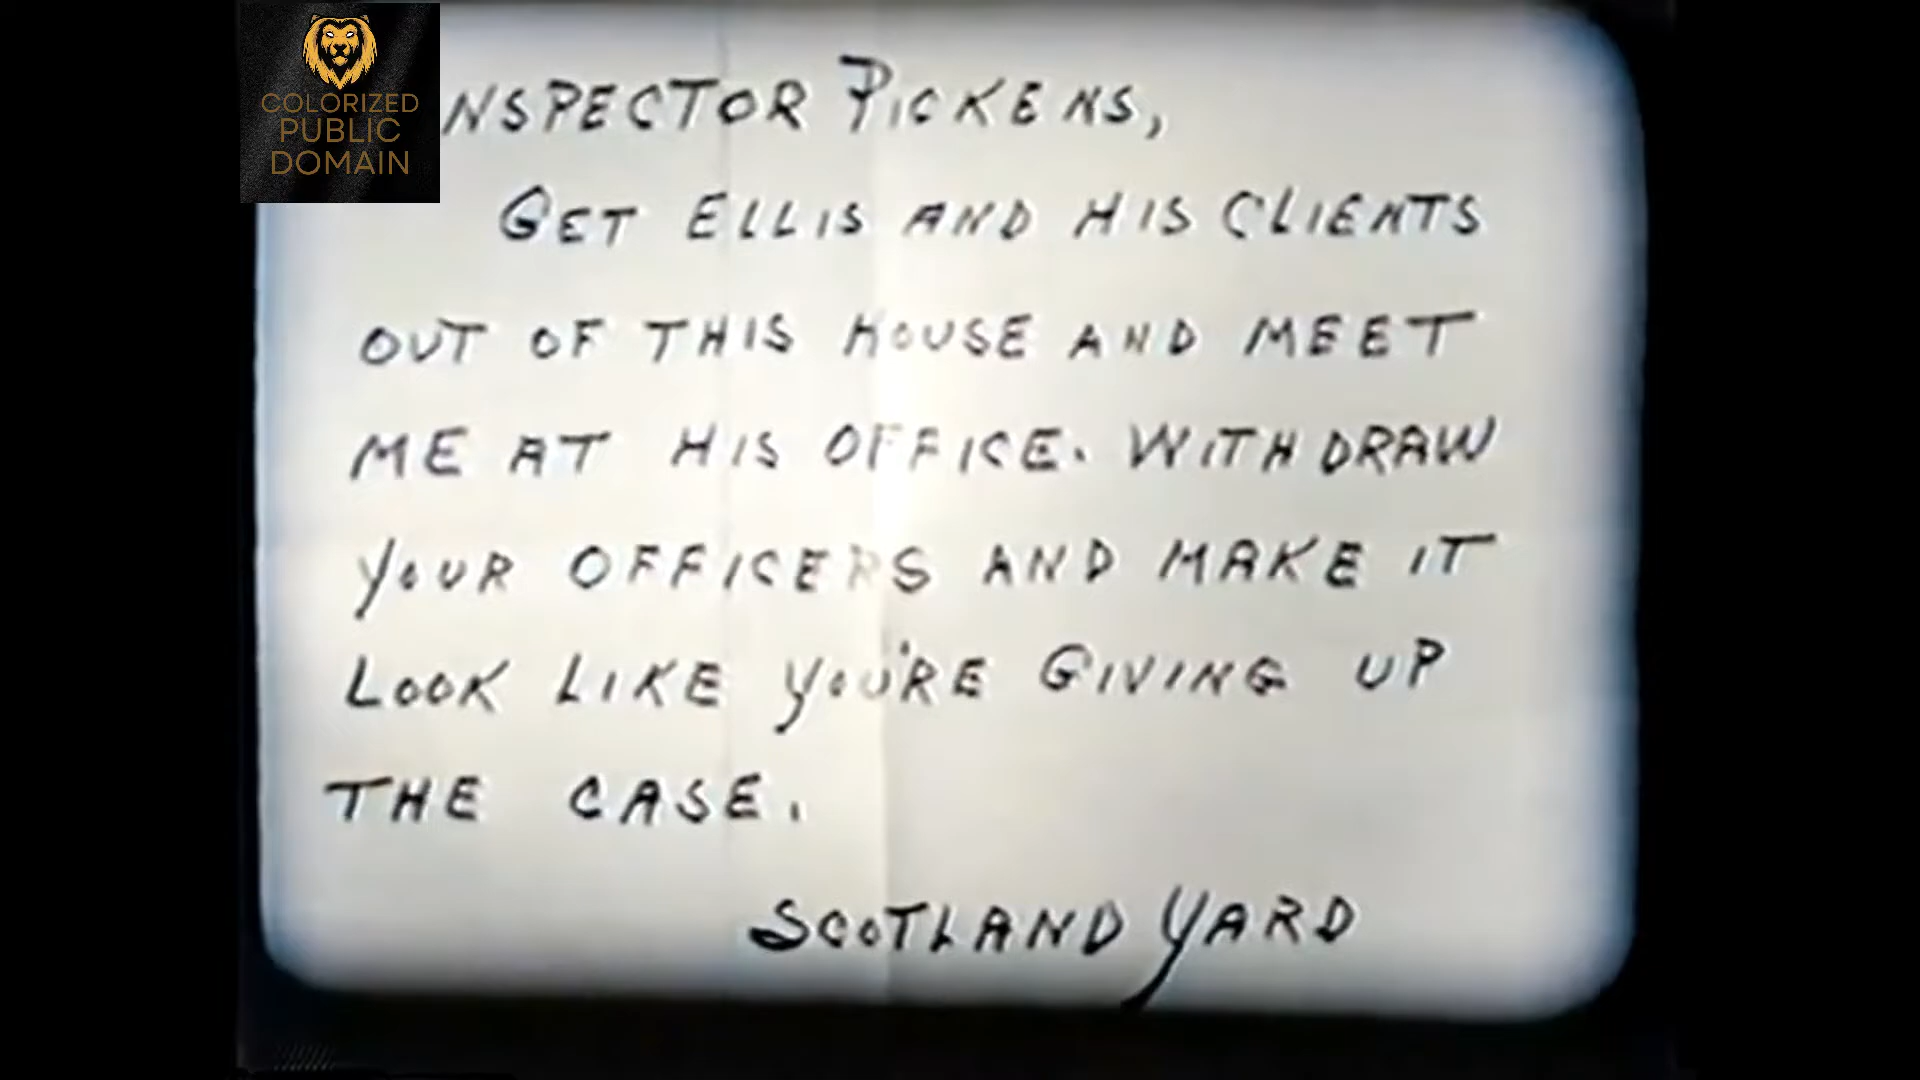 COLORIZED
PUBLIC
DOMAIN
NSPECTOR PICKENS,
GET ELLIS AND HIS CLIENTS
OUT OF THIS HOUSE AND MEET
ME AT HIS OFFICE. WITHDRAW
YOUR OFFICERS AND MAKE IT
LOOK LIKE YOU'RE GIVING UP
THE CASE.
SCOTLAND YARD